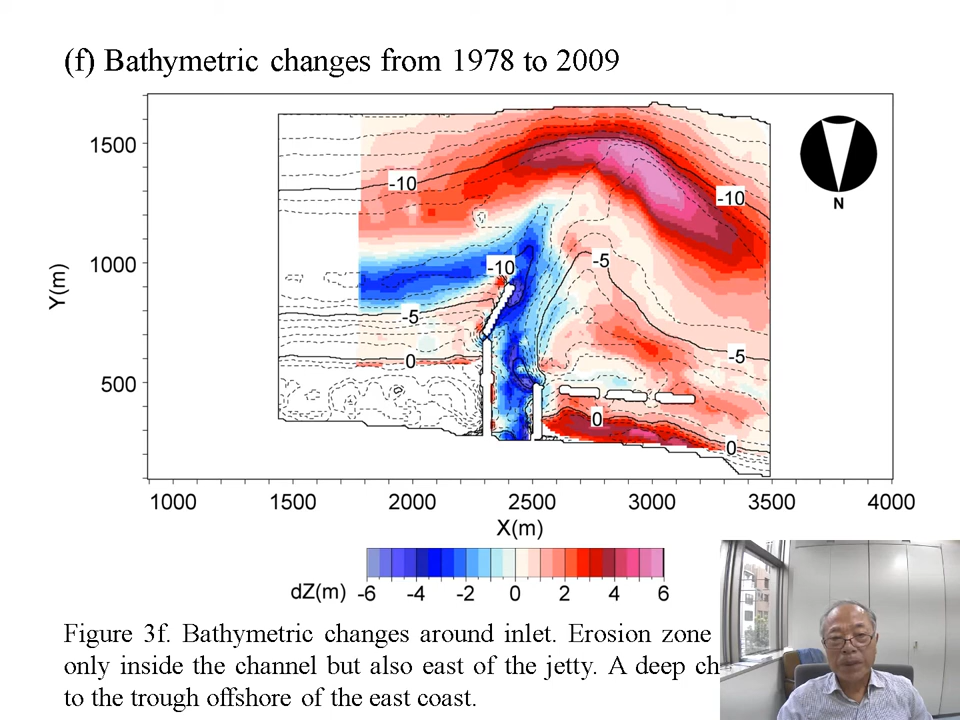 (f) Bathymetric changes from 1978 to 2009
Y(m)
1500
1000
500
-10
-10
-10
-5
-5
0
-5
0
0
N
1000 1500 2000 2500 3000 3500 4000
X(m)
dZ(m) -6 -4 -2 0 2 4 6
Figure 3f. Bathymetric changes around inlet. Erosion zone
only inside the channel but also east of the jetty. A deep ch
to the trough offshore of the east coast.